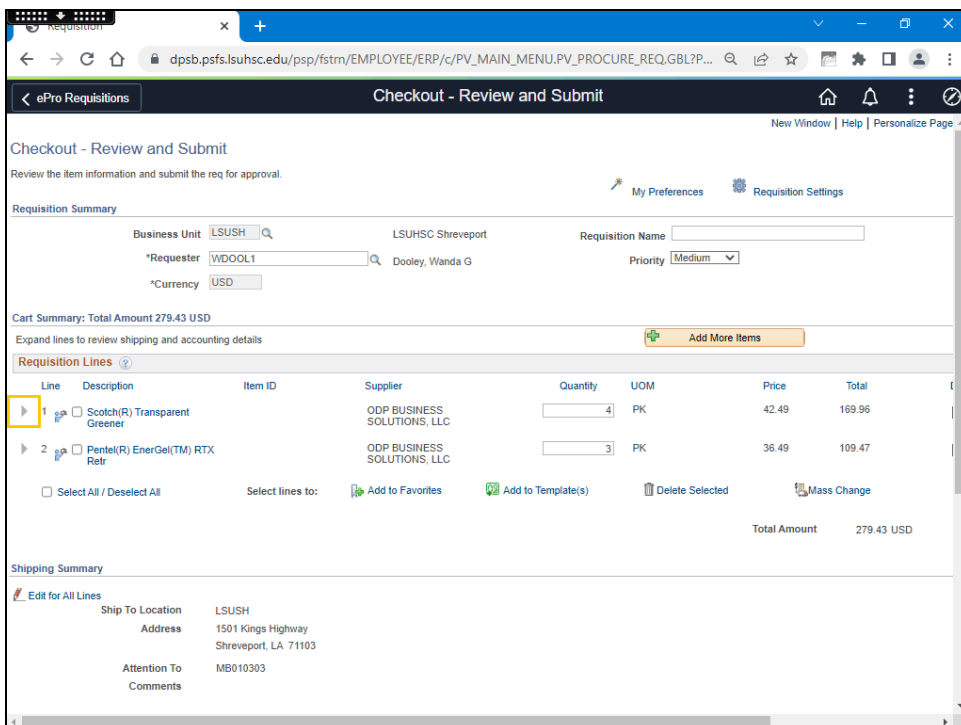 Requisition
dpsb.psfs.lsuhsc.edu/psp/fstrn/EMPLOYEE/ERP/c/PV_MAIN_MENU.PV_PROCURE_REQ.GBL?P...
ePro Requisitions
Checkout - Review and Submit
New Window | Help | Personalize Page
Checkout - Review and Submit
Review the item information and submit the req for approval.
My Preferences Requisition Settings
Requisition Summary
Business Unit LSUSH LSUHSC Shreveport Requisition Name
*Requester WDOOL1 Dooley, Wanda G Priority Medium
*Currency USD
Cart Summary: Total Amount 279.43 USD
Expand lines to review shipping and accounting details Add More Items
Requisition Lines ?
Line Description Item ID Supplier Quantity UOM Price Total
1 Scotch(R) Transparent Greener ODP BUSINESS SOLUTIONS, LLC 4 PK 42.49 169.96
2 Pentel(R) EnerGel(TM) RTX Retr ODP BUSINESS SOLUTIONS, LLC 3 PK 36.49 109.47
Select All / Deselect All Select lines to: Add to Favorites Add to Template(s) Delete Selected Mass Change
Total Amount 279.43 USD
Shipping Summary
Edit for All Lines
Ship To Location LSUSH
Address 1501 Kings Highway
Shreveport, LA 71103
Attention To MB010303
Comments